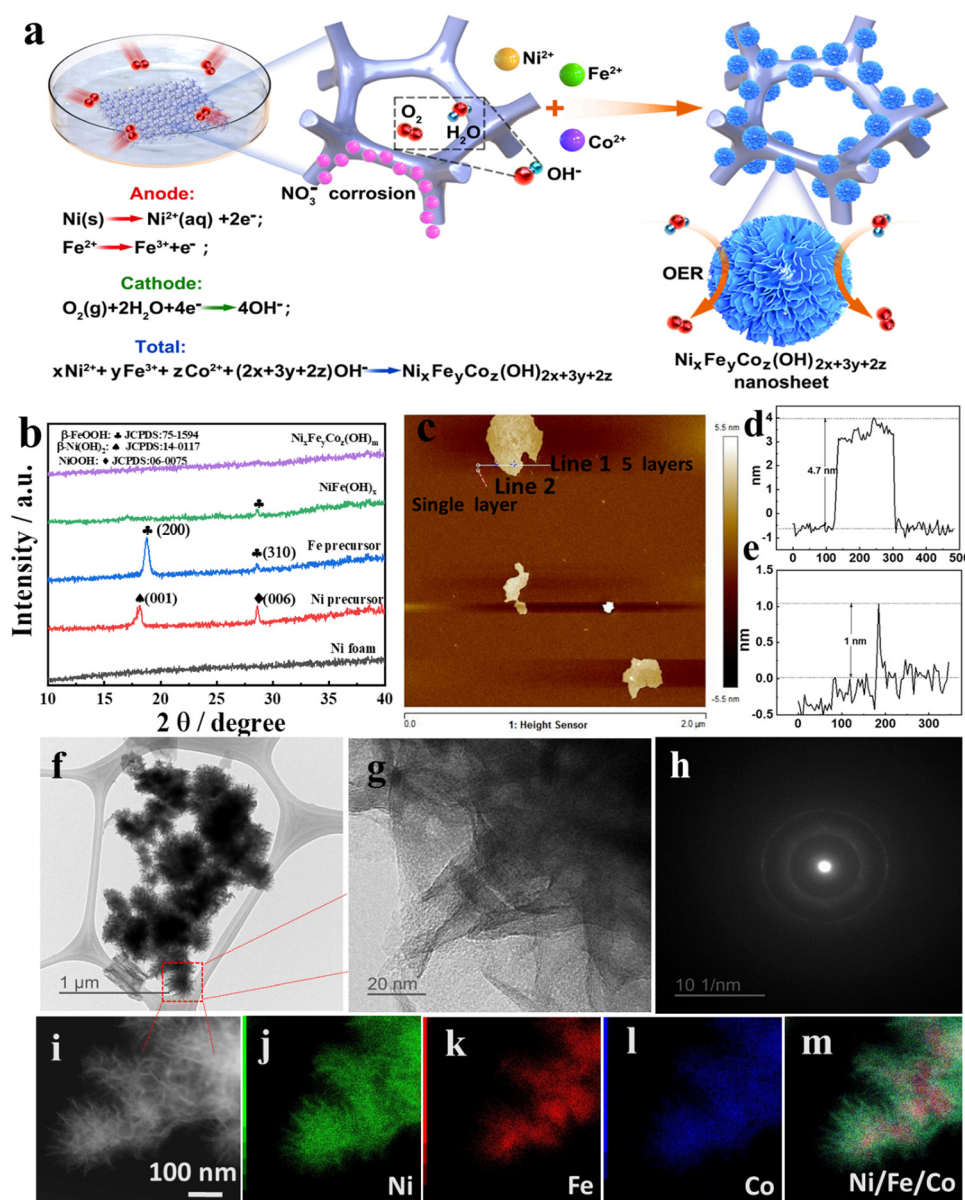 a
Ni²⁺
Fe²⁺
Co²⁺
O₂
H₂O
OH⁻
NO₃⁻ corrosion
Anode:
Ni(s) → Ni²⁺(aq) +2e⁻;
Fe²⁺ → Fe³⁺+e⁻ ;
Cathode:
O₂(g)+2H₂O+4e⁻ → 4OH⁻;
Total:
xNi²⁺+ yFe³⁺+ zCo²⁺+ (2x+3y+2z)OH⁻ → NiₓFeᵧCo_z(OH)₂ₓ₊₃ᵧ₊₂z
OER
NiₓFeᵧCo_z(OH)₂ₓ₊₃ᵧ₊₂z
nanosheet
b
Intensity / a.u.
β-FeOOH: ♣ JCPDS:75-1594
β-Ni(OH)₂: ♠ JCPDS:14-0117
NiOOH: ♦ JCPDS:06-0075
NiₓFeᵧCo_z(OH)ₘ
NiFe(OH)ₓ
♣
♣ (200)
Fe precursor
♣(310)
♠(001)
Ni precursor
♦(006)
Ni foam
10 15 20 25 30 35 40
2 θ / degree
c
Line 1 5 layers
Line 2
Single layer
5.5 nm
-5.5 nm
0.0
1: Height Sensor
2.0 µm
d
nm
4
3
2
1
0
-1
4.7 nm
0 100 200 300 400 500
e
nm
1.5
1.0
0.5
0.0
-0.5
1 nm
0 100 200 300
f
1 µm
g
20 nm
h
10 1/nm
i
100 nm
j
Ni
k
Fe
l
Co
m
Ni/Fe/Co